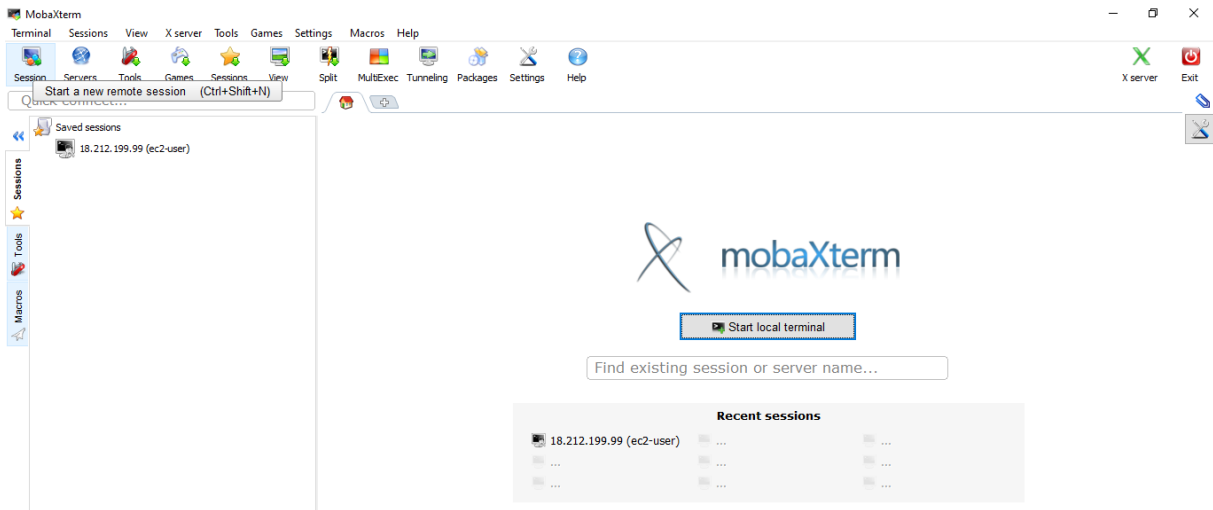 MobaXterm
Terminal Sessions View X server Tools Games Settings Macros Help
Session Servers Tools Games Sessions View Split MultiExec Tunneling Packages Settings Help X server Exit
Start a new remote session (Ctrl+Shift+N)
Quick connect...
Saved sessions
18.212.199.99 (ec2-user)
Sessions
Tools
Macros
mobaXterm
Start local terminal
Find existing session or server name...
Recent sessions
18.212.199.99 (ec2-user) ... ...
... ... ...
... ... ...